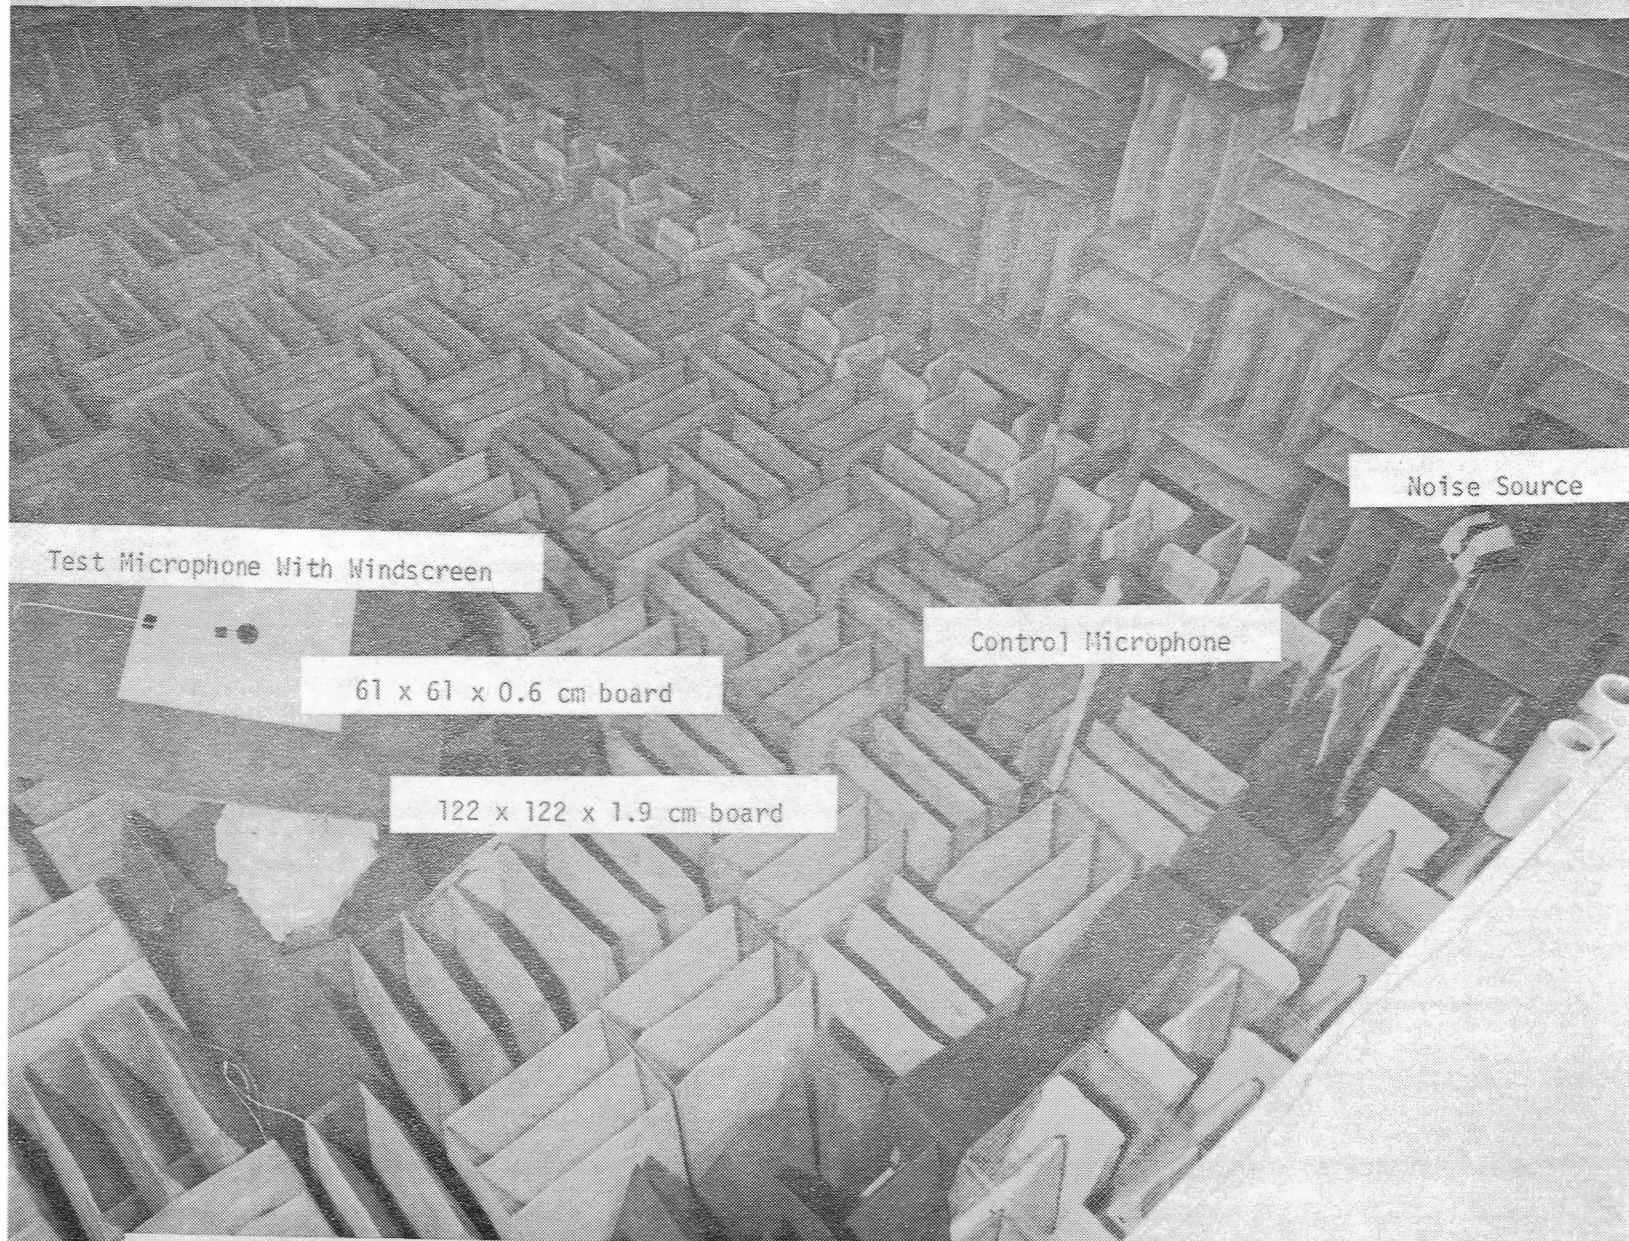 Noise Source
Test Microphone With Windscreen
Control Microphone
61 x 61 x 0.6 cm board
122 x 122 x 1.9 cm board